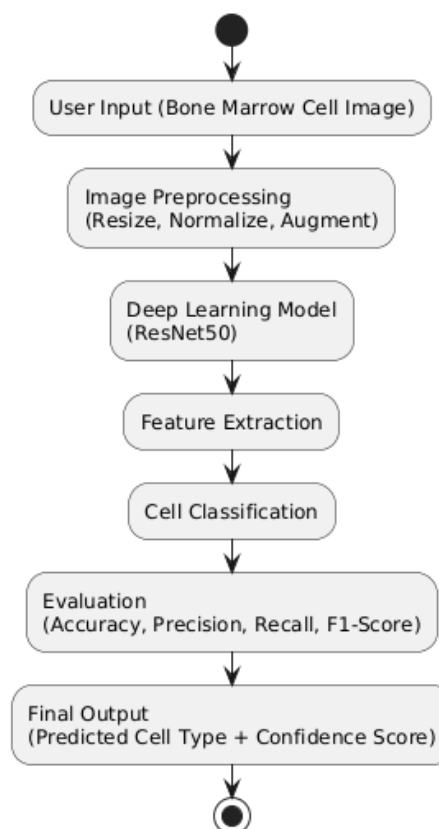 User Input (Bone Marrow Cell Image)
Image Preprocessing
(Resize, Normalize, Augment)
Deep Learning Model
(ResNet50)
Feature Extraction
Cell Classification
Evaluation
(Accuracy, Precision, Recall, F1-Score)
Final Output
(Predicted Cell Type + Confidence Score)